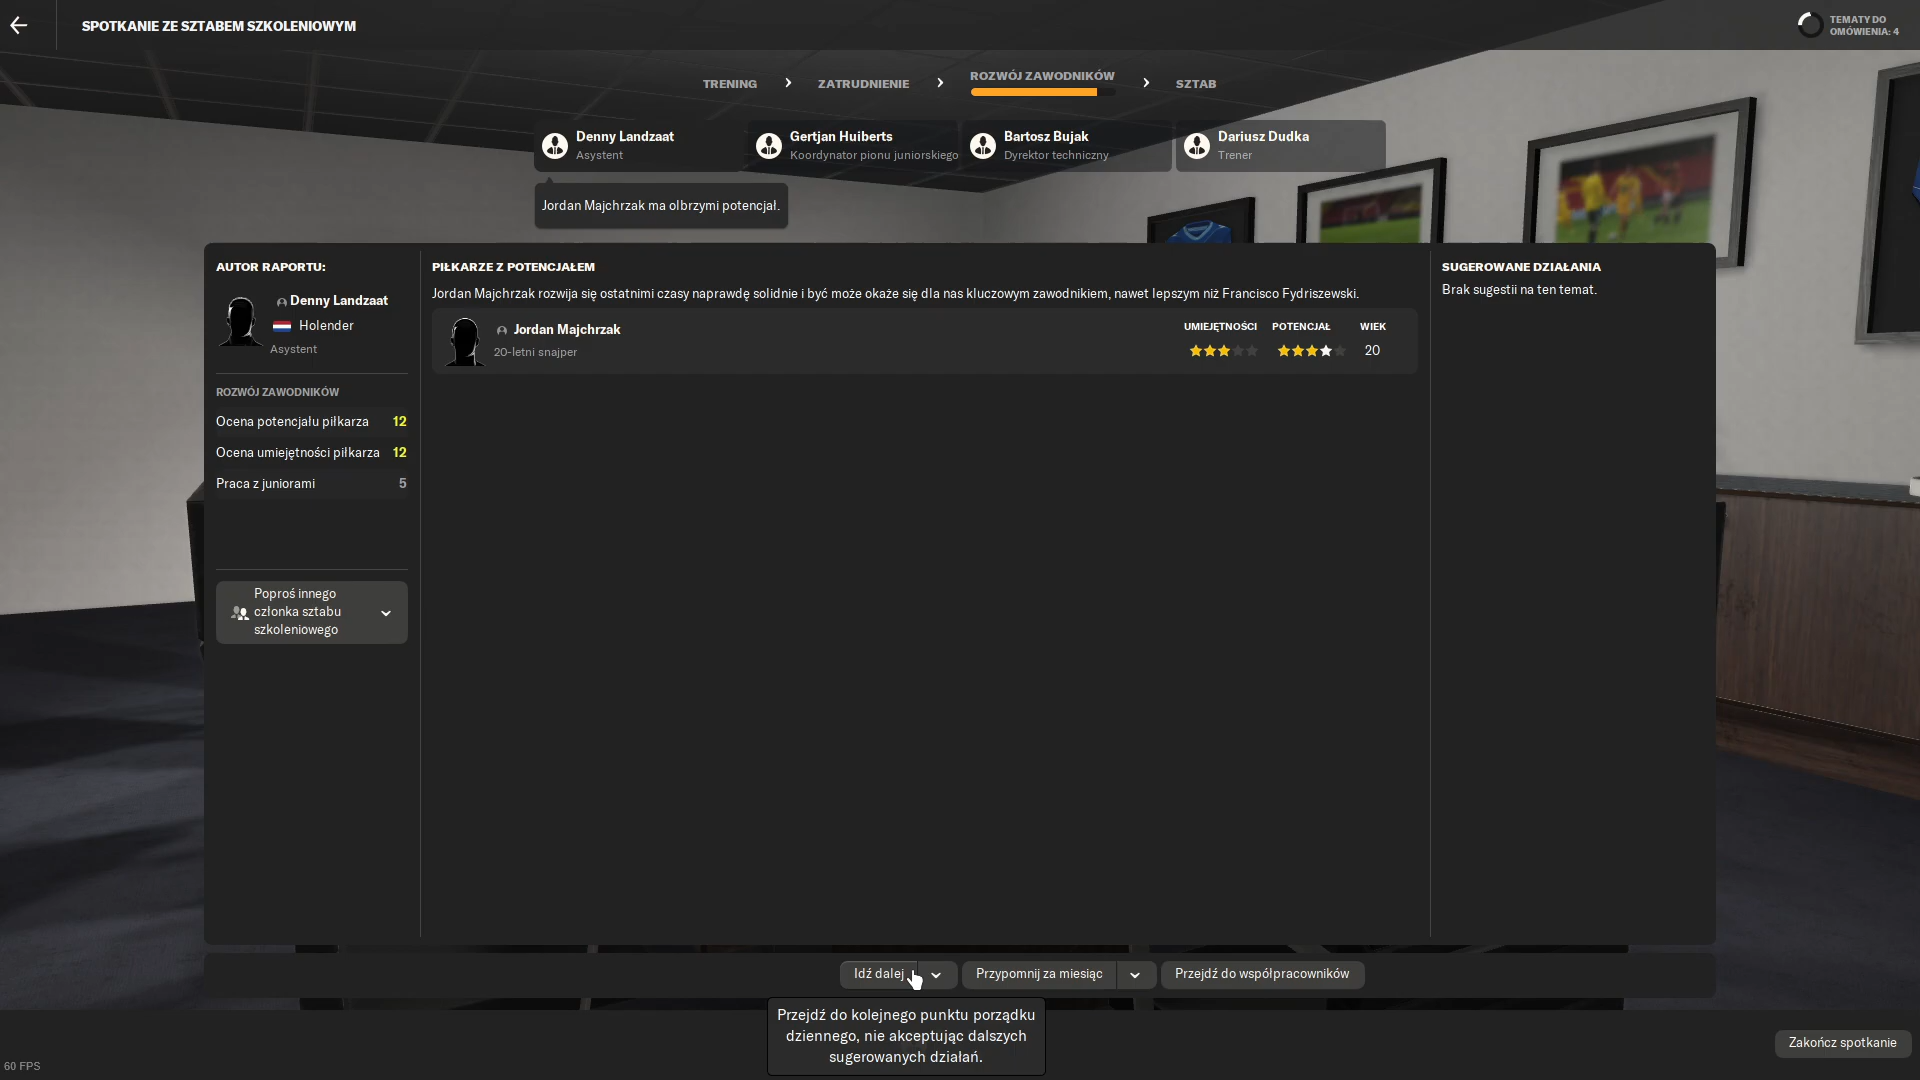 SPOTKANIE ZE SZTABEM SZKOLENIOWYM
TEMATY DO
OMÓWIENIA: 4
TRENING
ZATRUDNIENIE
ROZWÓJ ZAWODNIKÓW
SZTAB
Denny Landzaat
Asystent
Gertjan Huiberts
Koordynator pionu juniorskiego
Bartosz Bujak
Dyrektor techniczny
Dariusz Dudka
Trener
Jordan Majchrzak ma olbrzymi potencjał.
AUTOR RAPORTU:
Denny Landzaat
Holender
Asystent
ROZWÓJ ZAWODNIKÓW
Ocena potencjału piłkarza 12
Ocena umiejętności piłkarza 12
Praca z juniorami 5
Poproś innego
członka sztabu
szkoleniowego
PIŁKARZE Z POTENCJAŁEM
Jordan Majchrzak rozwija się ostatnimi czasy naprawdę solidnie i być może okaże się dla nas kluczowym zawodnikiem, nawet lepszym niż Francisco Fydriszewski.
Jordan Majchrzak
20-letni snajper
UMIEJĘTNOŚCI POTENCJAŁ WIEK
20
SUGEROWANE DZIAŁANIA
Brak sugestii na ten temat.
Idź dalej
Przypomnij za miesiąc
Przejdź do współpracowników
Przejdź do kolejnego punktu porządku
dziennego, nie akceptując dalszych
sugerowanych działań.
Zakończ spotkanie
60 FPS